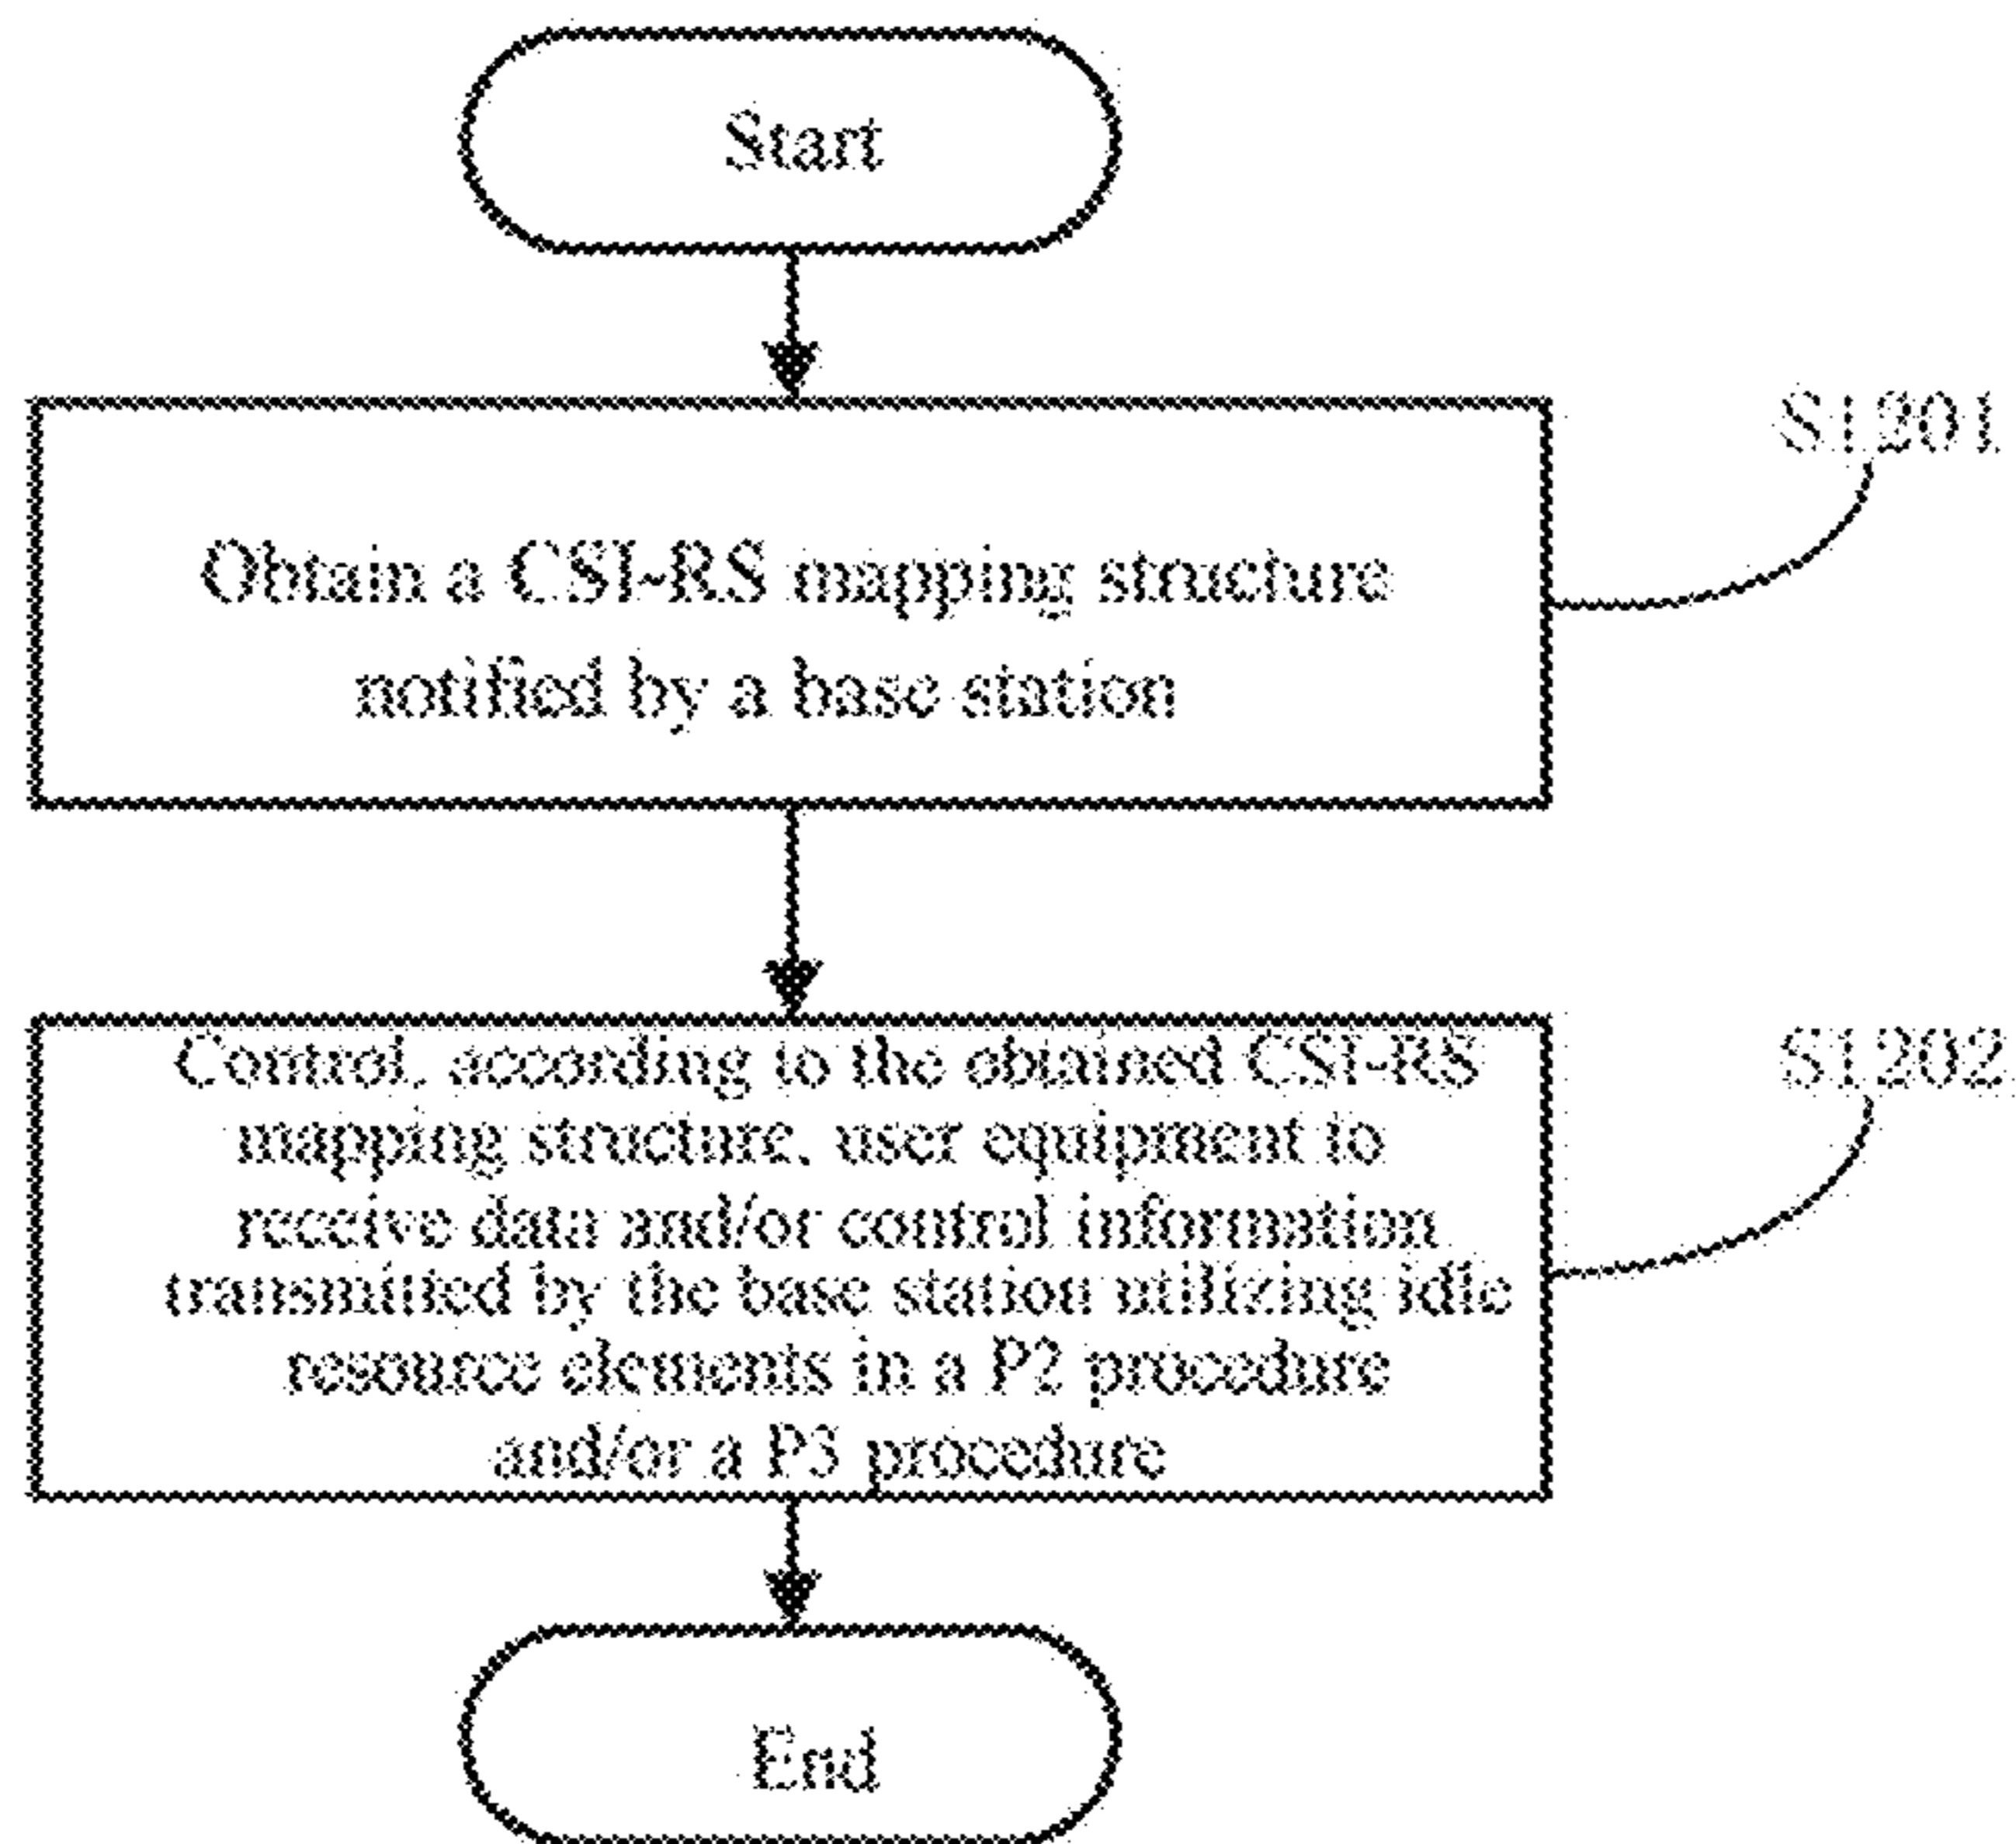 Start
S1201
Obtain a CSI-RS mapping structure
notified by a base station
Control, according to the obtained CSI-RS
S1202
mapping structure, user equipment to
receive data and/or control information
transmitted by the base station utilizing idle
resource elements in a P2 procedure
and/or a P3 procedure
End